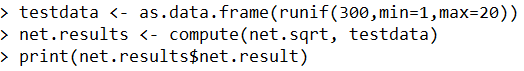 > testdata <- as.data.frame(runif(300,min=1,max=20))
> net.results <- compute(net.sqrt, testdata)
> print(net.results$net.result)